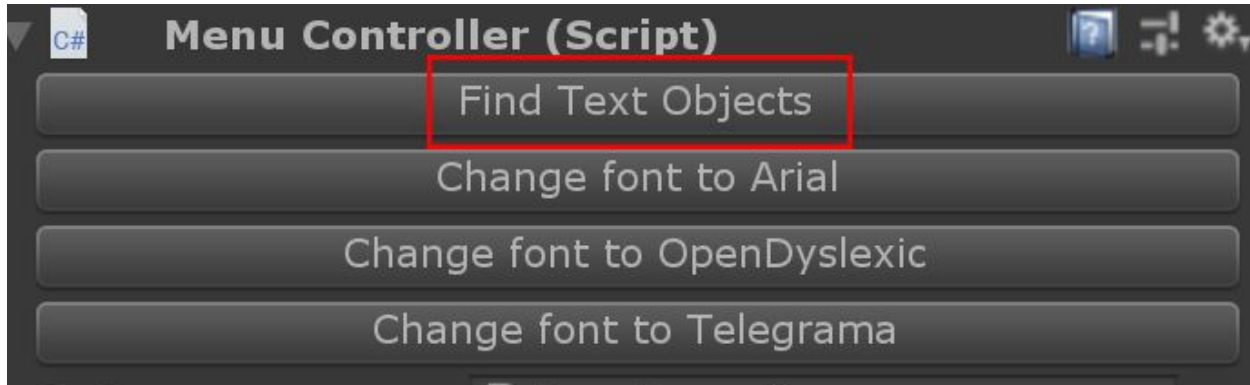 C# Menu Controller (Script)
Find Text Objects
Change font to Arial
Change font to OpenDyslexic
Change font to Telegrama